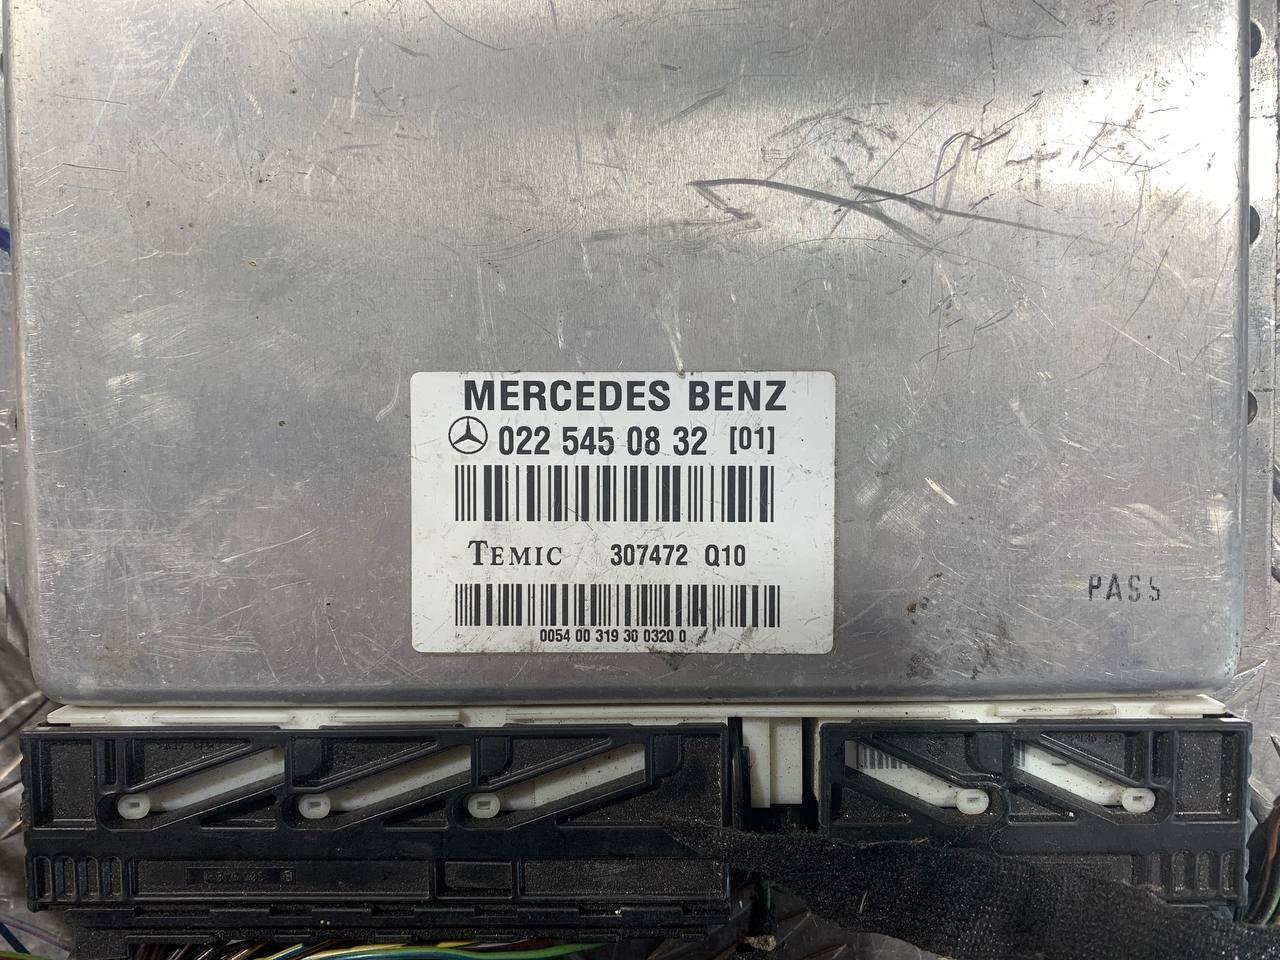 MERCEDES BENZ
022 545 08 32 [01]
TEMIC 307472 Q10
0054 00 319 30 0320 0
PASS